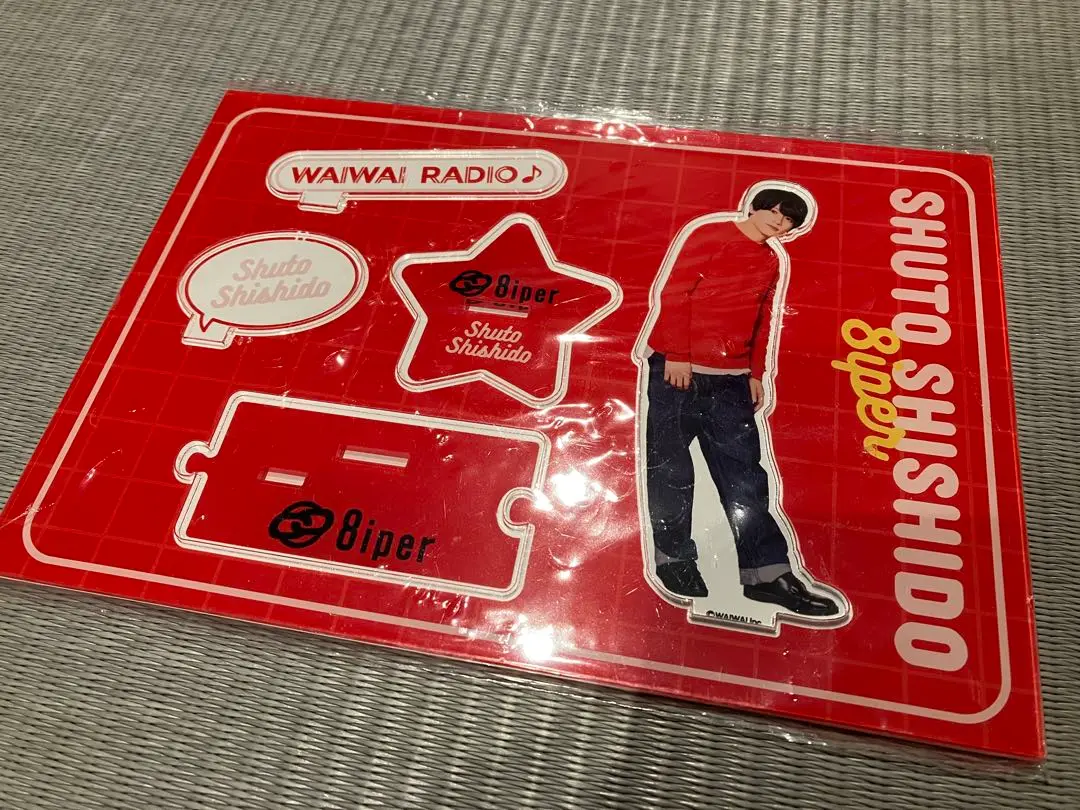 WAIWAI RADIO♪
Shuto
Shishido
8iper
Shuto
Shishido
8iper
©WAIWAI Inc.
SHUTO SHISHIDO
8iper